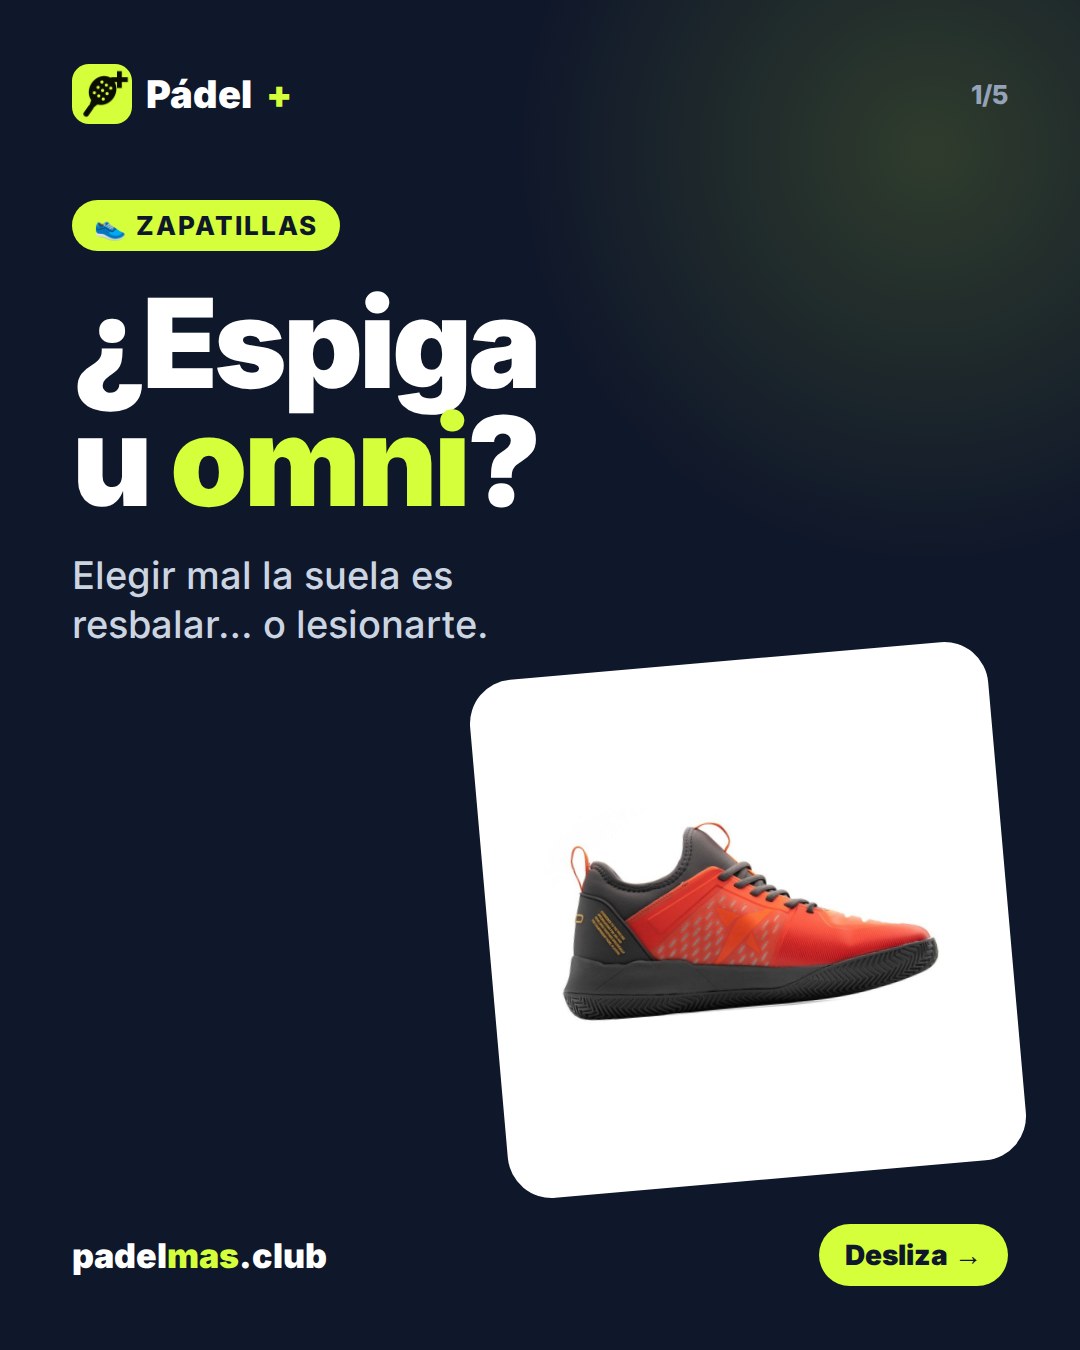 Pádel +
1/5
👟 ZAPATILLAS
¿Espiga
u omni?
Elegir mal la suela es
resbalar... o lesionarte.
padelmas.club
Desliza →